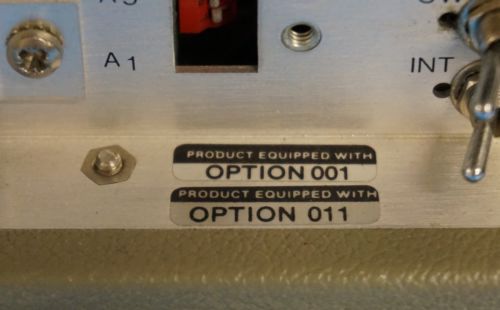 A1
INT
PRODUCT EQUIPPED WITH
OPTION 001
PRODUCT EQUIPPED WITH
OPTION 011